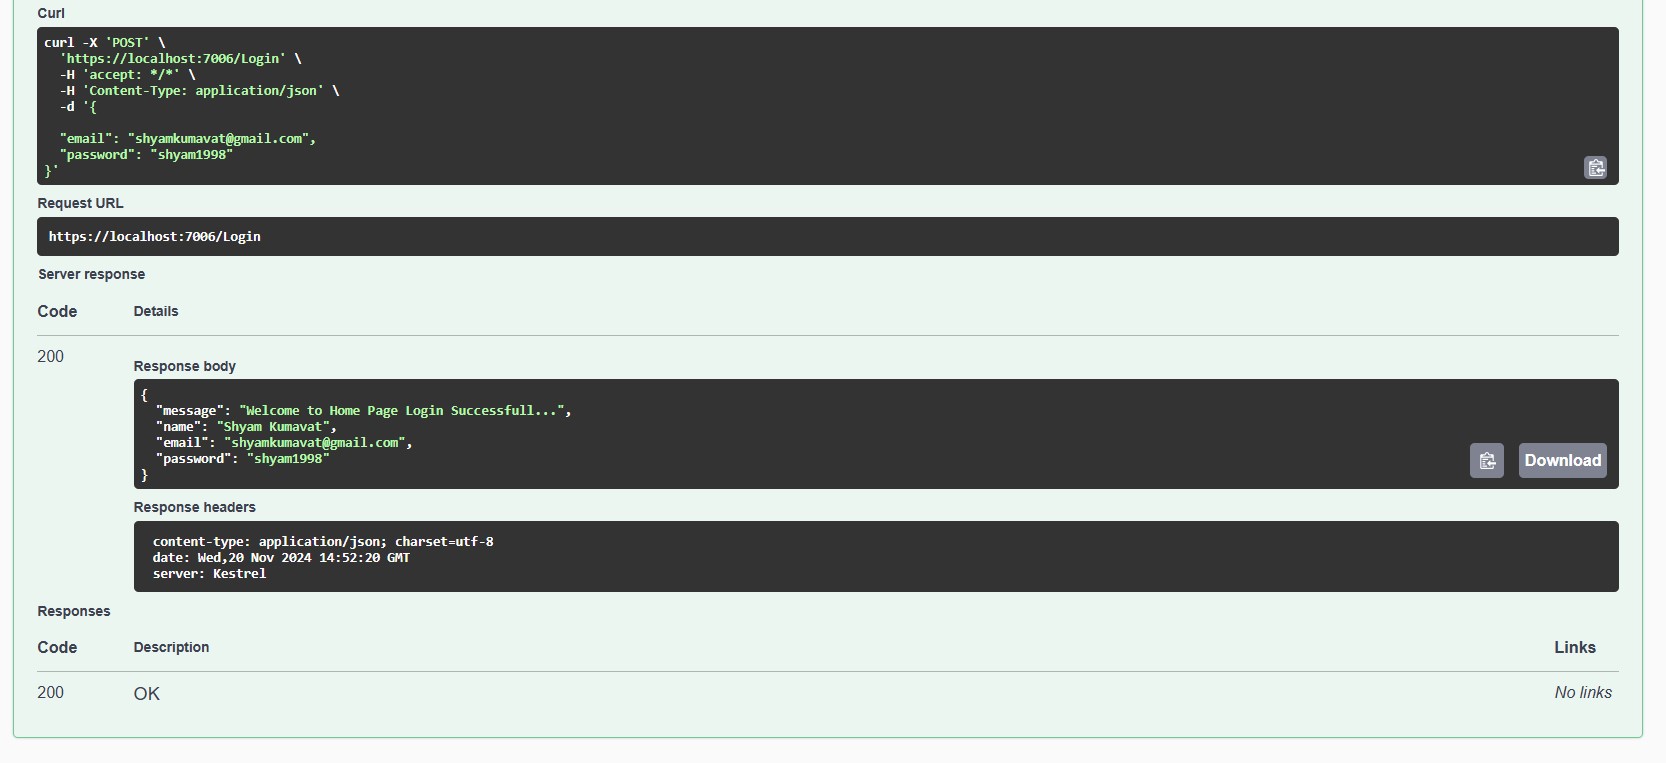 Curl
curl -X 'POST' \
  'https://localhost:7006/Login' \
  -H 'accept: */*' \
  -H 'Content-Type: application/json' \
  -d '{

  "email": "shyamkumavat@gmail.com",
  "password": "shyam1998"
}'
Request URL
https://localhost:7006/Login
Server response
Code Details
200
Response body
{
  "message": "Welcome to Home Page Login Successfull...",
  "name": "Shyam Kumavat",
  "email": "shyamkumavat@gmail.com",
  "password": "shyam1998"
}
Download
Response headers
content-type: application/json; charset=utf-8
date: Wed,20 Nov 2024 14:52:20 GMT
server: Kestrel
Responses
Code Description Links
200 OK No links